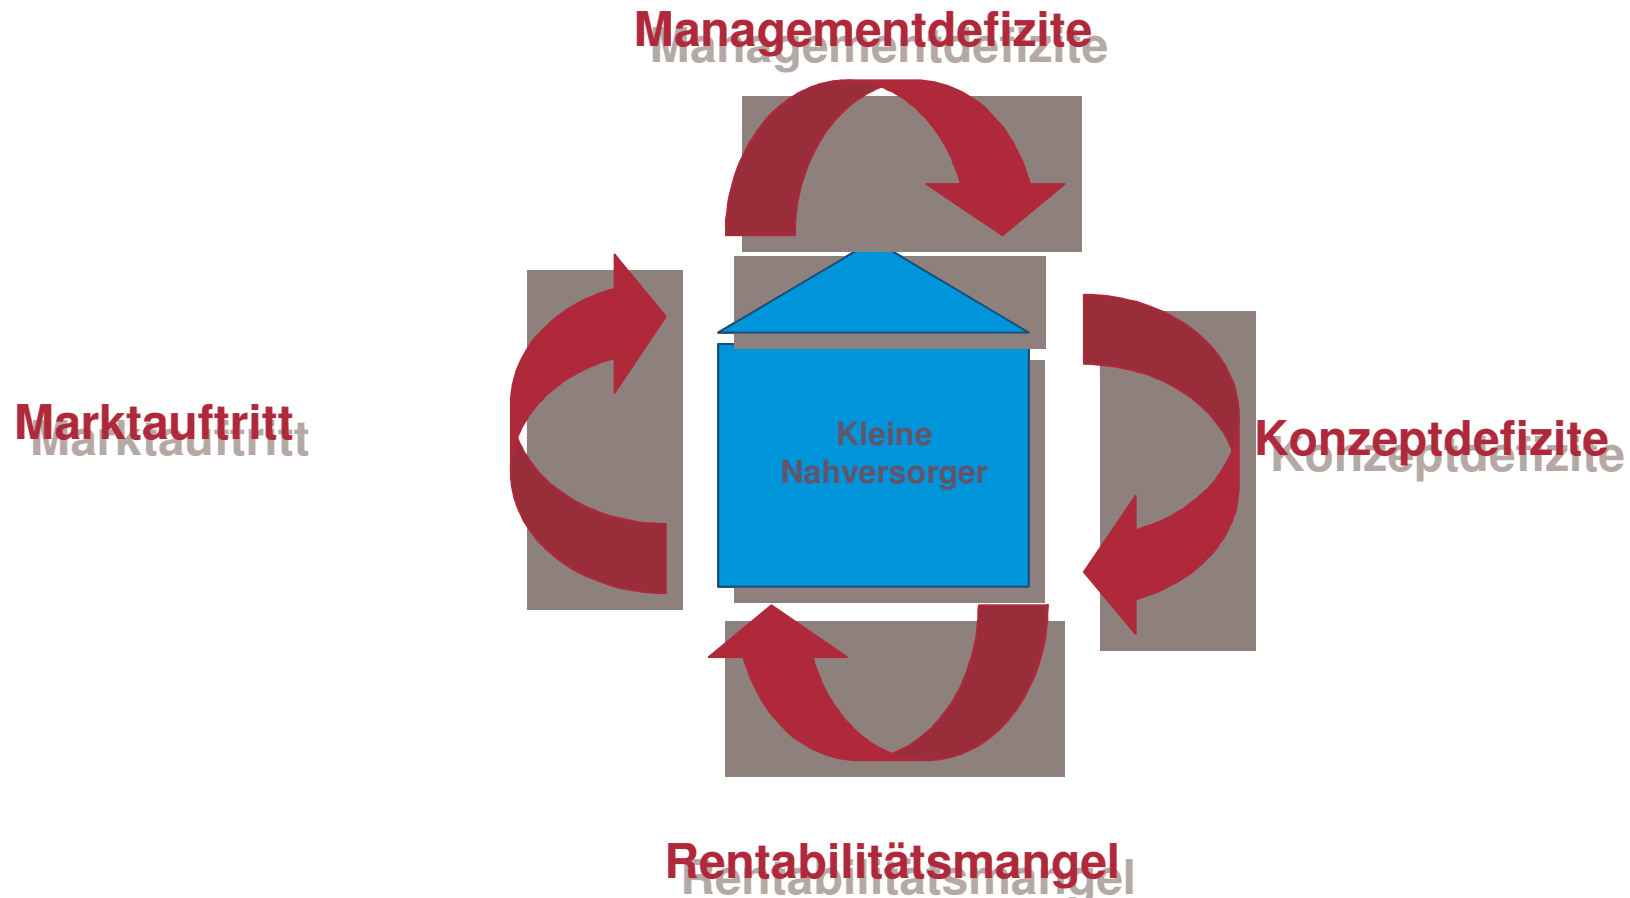 Managementdefizite
Marktauftritt
Kleine
Nahversorger
Konzeptdefizite
Rentabilitätsmangel